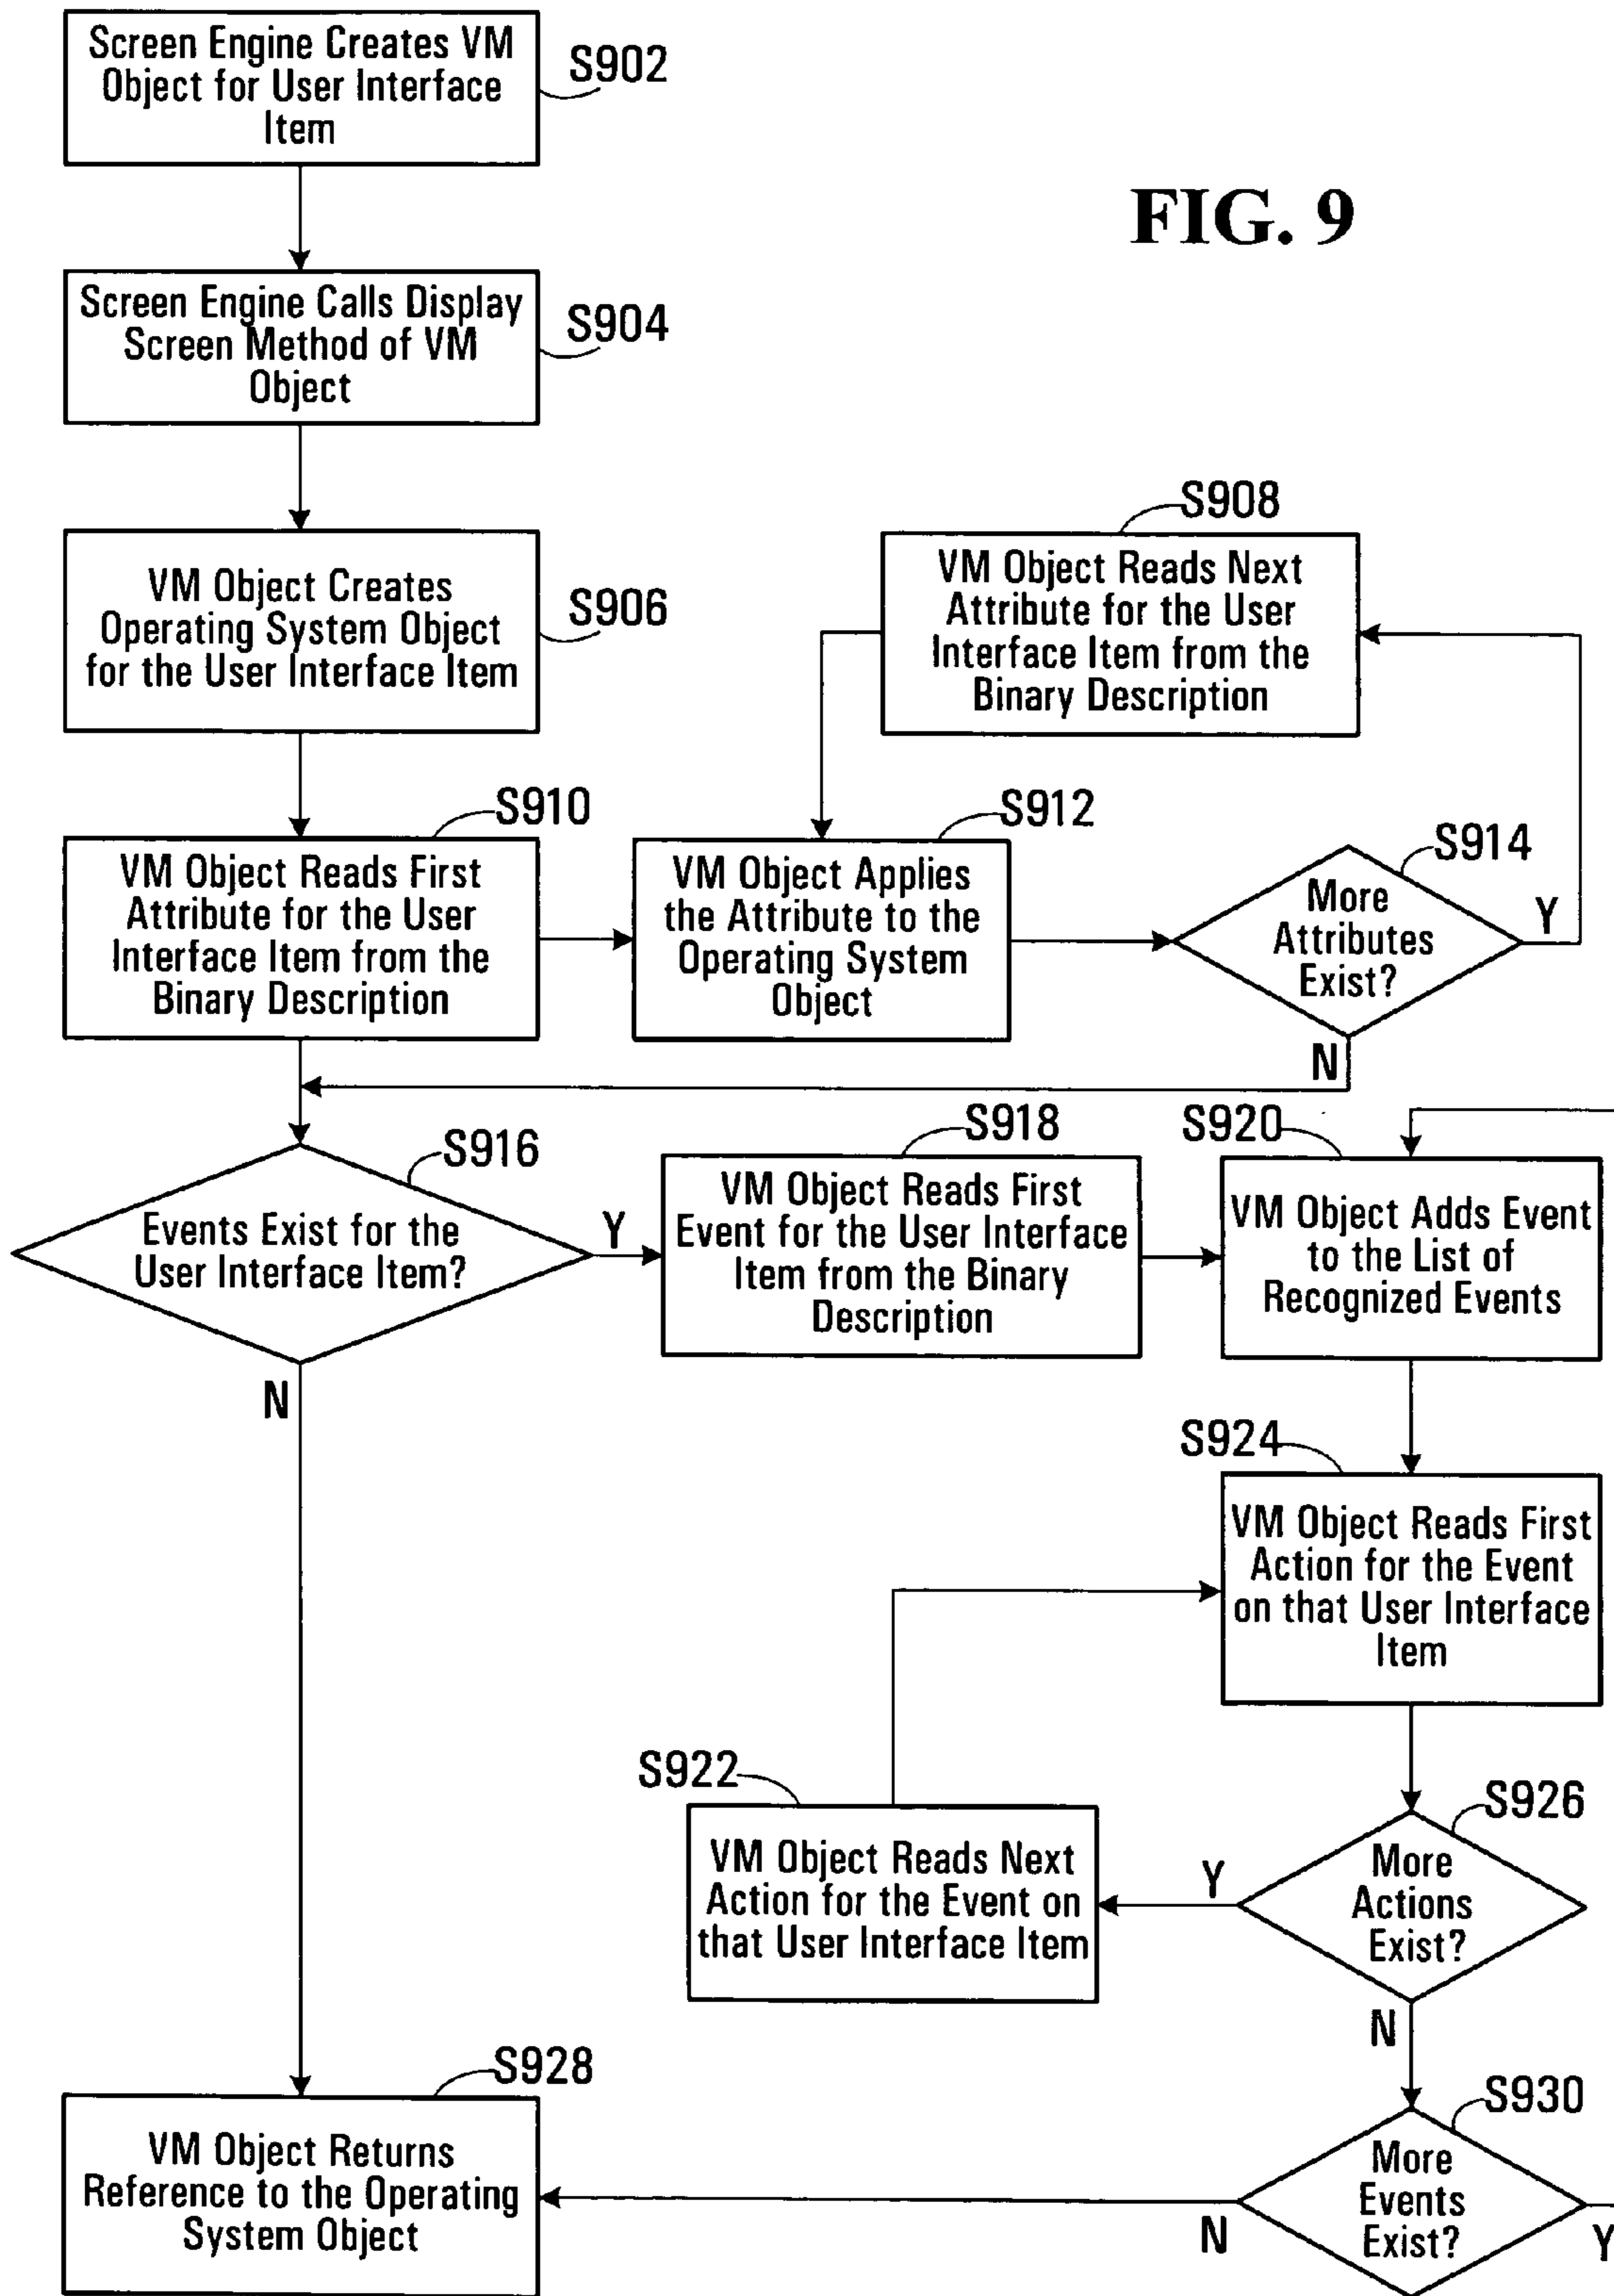 Screen Engine Creates VM
Object for User Interface
Item
S902
FIG. 9
Screen Engine Calls Display
Screen Method of VM
Object
S904
VM Object Creates
Operating System Object
for the User Interface Item
S906
S908
VM Object Reads Next
Attribute for the User
Interface Item from the
Binary Description
S910
VM Object Reads First
Attribute for the User
Interface Item from the
Binary Description
S912
VM Object Applies
the Attribute to the
Operating System
Object
S914
More
Attributes
Exist?
Y
N
S916
Events Exist for the
User Interface Item?
Y
N
S918
VM Object Reads First
Event for the User Interface
Item from the Binary
Description
S920
VM Object Adds Event
to the List of
Recognized Events
S924
VM Object Reads First
Action for the Event
on that User Interface
Item
S922
VM Object Reads Next
Action for the Event on
that User Interface Item
S926
More
Actions
Exist?
Y
N
S928
VM Object Returns
Reference to the Operating
System Object
S930
More
Events
Exist?
N
Y